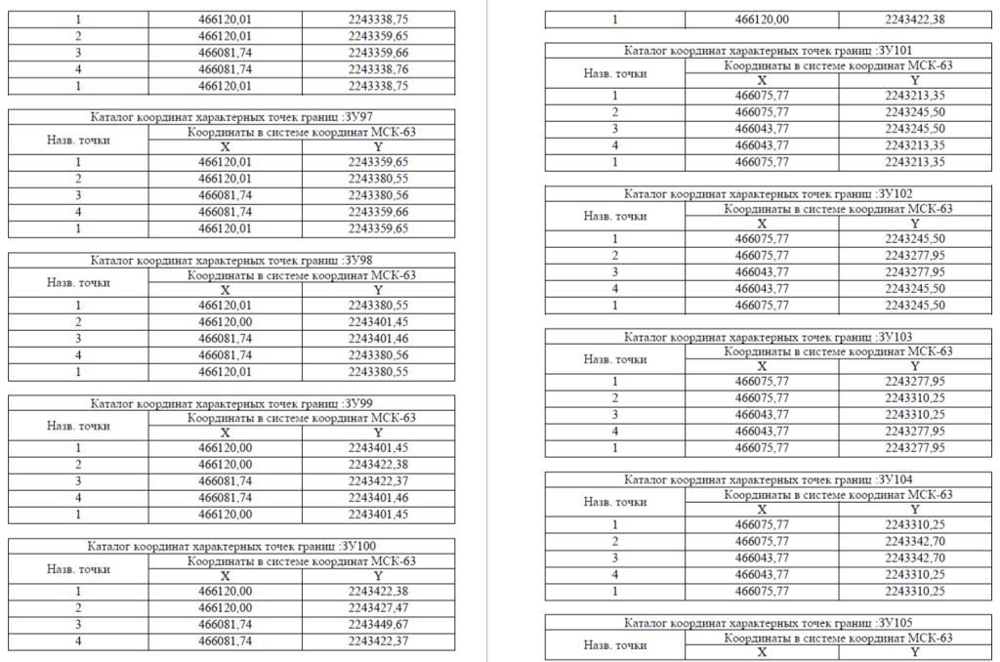 1 466120,01 2243338,75
2 466120,01 2243359,65
3 466081,74 2243359,66
4 466081,74 2243338,76
1 466120,01 2243338,75
Каталог координат характерных точек границ :ЗУ97
Назв. точки Координаты в системе координат МСК-63
X Y
1 466120,01 2243359,65
2 466120,01 2243380,55
3 466081,74 2243380,56
4 466081,74 2243359,66
1 466120,01 2243359,65
Каталог координат характерных точек границ :ЗУ98
Назв. точки Координаты в системе координат МСК-63
X Y
1 466120,01 2243380,55
2 466120,00 2243401,45
3 466081,74 2243401,46
4 466081,74 2243380,56
1 466120,01 2243380,55
Каталог координат характерных точек границ :ЗУ99
Назв. точки Координаты в системе координат МСК-63
X Y
1 466120,00 2243401,45
2 466120,00 2243422,38
3 466081,74 2243422,37
4 466081,74 2243401,46
1 466120,00 2243401,45
Каталог координат характерных точек границ :ЗУ100
Назв. точки Координаты в системе координат МСК-63
X Y
1 466120,00 2243422,38
2 466120,00 2243427,47
3 466081,74 2243449,67
4 466081,74 2243422,37
1 466120,00 2243422,38
Каталог координат характерных точек границ :ЗУ101
Назв. точки Координаты в системе координат МСК-63
X Y
1 466075,77 2243213,35
2 466075,77 2243245,50
3 466043,77 2243245,50
4 466043,77 2243213,35
1 466075,77 2243213,35
Каталог координат характерных точек границ :ЗУ102
Назв. точки Координаты в системе координат МСК-63
X Y
1 466075,77 2243245,50
2 466075,77 2243277,95
3 466043,77 2243277,95
4 466043,77 2243245,50
1 466075,77 2243245,50
Каталог координат характерных точек границ :ЗУ103
Назв. точки Координаты в системе координат МСК-63
X Y
1 466075,77 2243277,95
2 466075,77 2243310,25
3 466043,77 2243310,25
4 466043,77 2243277,95
1 466075,77 2243277,95
Каталог координат характерных точек границ :ЗУ104
Назв. точки Координаты в системе координат МСК-63
X Y
1 466075,77 2243310,25
2 466075,77 2243342,70
3 466043,77 2243342,70
4 466043,77 2243310,25
1 466075,77 2243310,25
Каталог координат характерных точек границ :ЗУ105
Назв. точки Координаты в системе координат МСК-63
X Y